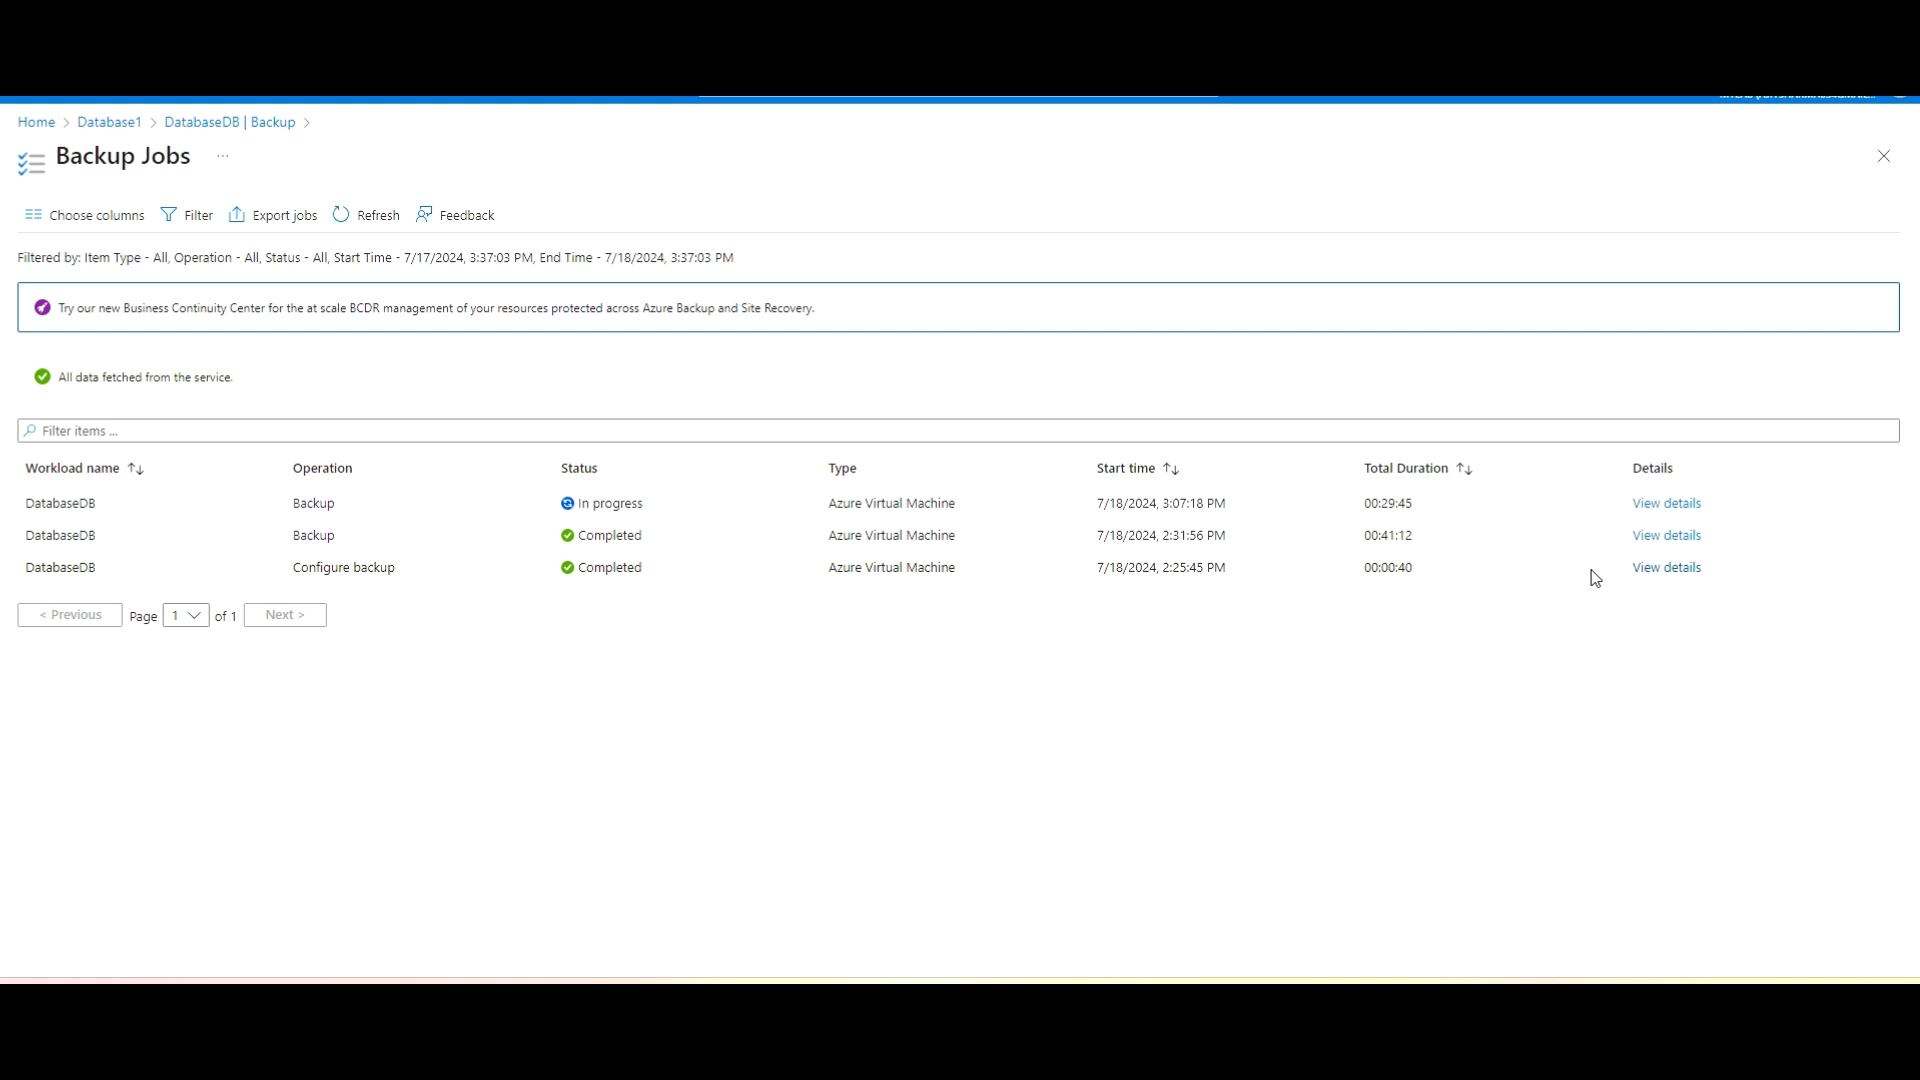 Home > Database1 > DatabaseDB | Backup >
Backup Jobs ...
Choose columns Filter Export jobs Refresh Feedback
Filtered by: Item Type - All, Operation - All, Status - All, Start Time - 7/17/2024, 3:37:03 PM, End Time - 7/18/2024, 3:37:03 PM
Try our new Business Continuity Center for the at scale BCDR management of your resources protected across Azure Backup and Site Recovery.
All data fetched from the service.
Filter items ...
Workload name ↑↓ Operation Status Type Start time ↑↓ Total Duration ↑↓ Details
DatabaseDB Backup In progress Azure Virtual Machine 7/18/2024, 3:07:18 PM 00:29:45 View details
DatabaseDB Backup Completed Azure Virtual Machine 7/18/2024, 2:31:56 PM 00:41:12 View details
DatabaseDB Configure backup Completed Azure Virtual Machine 7/18/2024, 2:25:45 PM 00:00:40 View details
< Previous Page 1 of 1 Next >